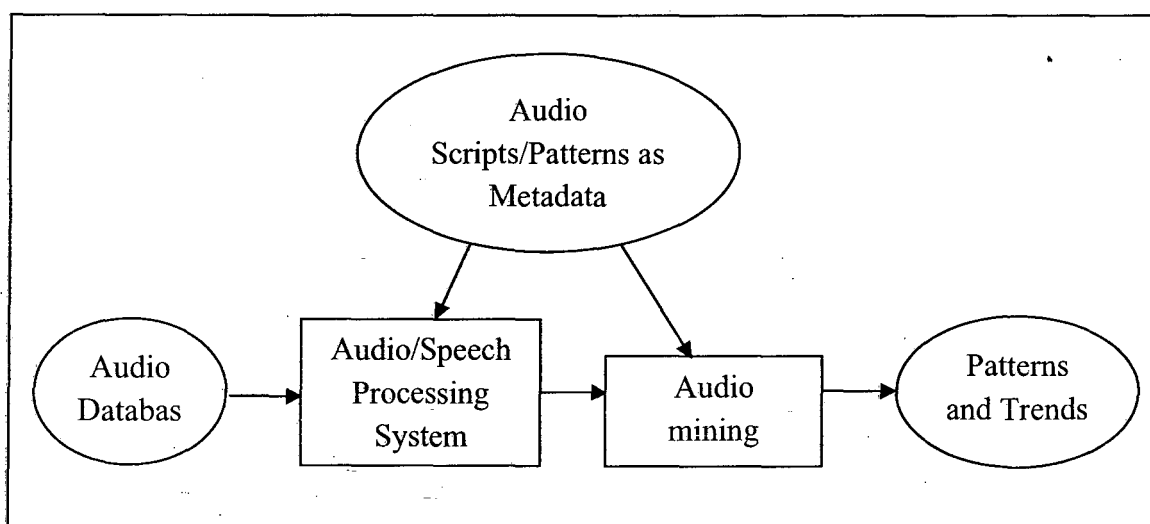 Audio
Scripts/Patterns as
Metadata
Audio
Databas
Audio/Speech
Processing
System
Audio
mining
Patterns
and Trends